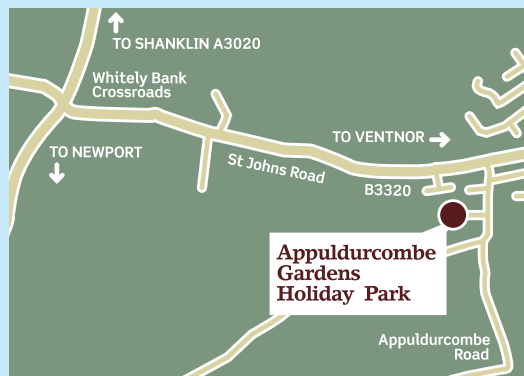 TO SHANKLIN A3020
Whitely Bank
Crossroads
TO VENTNOR
TO NEWPORT
St Johns Road
B3320
Appuldurcombe
Gardens
Holiday Park
Appuldurcombe
Road